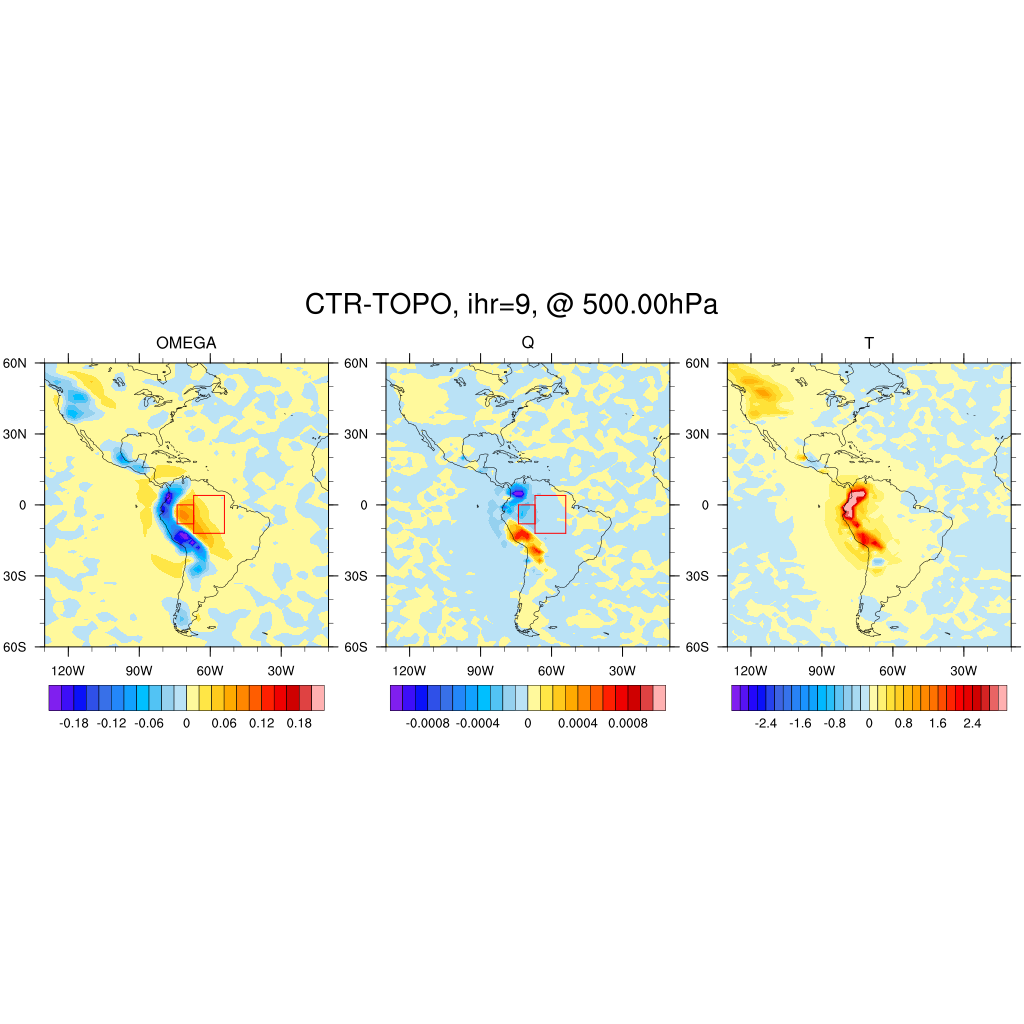 CTR-TOPO, ihr=9, @ 500.00hPa
OMEGA Q T
60N 60N 60N
30N 30N 30N
0 0 0
30S 30S 30S
60S 60S 60S
120W 90W 60W 30W 120W 90W 60W 30W 120W 90W 60W 30W
-0.18 -0.12 -0.06 0 0.06 0.12 0.18 -0.0008 -0.0004 0 0.0004 0.0008 -2.4 -1.6 -0.8 0 0.8 1.6 2.4